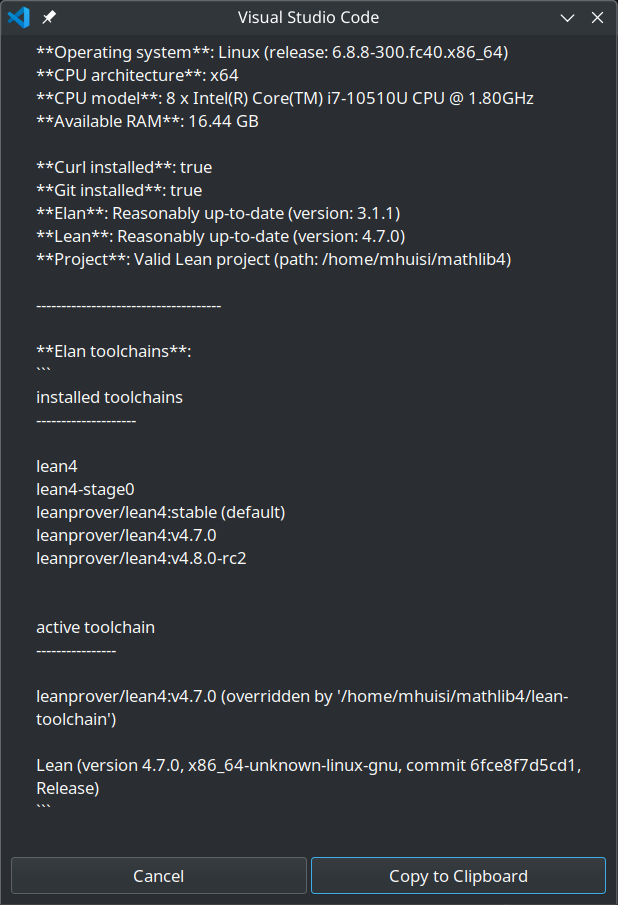 Visual Studio Code
**Operating system**: Linux (release: 6.8.8-300.fc40.x86_64)
**CPU architecture**: x64
**CPU model**: 8 x Intel(R) Core(TM) i7-10510U CPU @ 1.80GHz
**Available RAM**: 16.44 GB
**Curl installed**: true
**Git installed**: true
**Elan**: Reasonably up-to-date (version: 3.1.1)
**Lean**: Reasonably up-to-date (version: 4.7.0)
**Project**: Valid Lean project (path: /home/mhuisi/mathlib4)
-------------------------------------
**Elan toolchains**:
```
installed toolchains
--------------------
lean4
lean4-stage0
leanprover/lean4:stable (default)
leanprover/lean4:v4.7.0
leanprover/lean4:v4.8.0-rc2
active toolchain
----------------
leanprover/lean4:v4.7.0 (overridden by '/home/mhuisi/mathlib4/lean-
toolchain')
Lean (version 4.7.0, x86_64-unknown-linux-gnu, commit 6fce8f7d5cd1,
Release)
```
Cancel
Copy to Clipboard